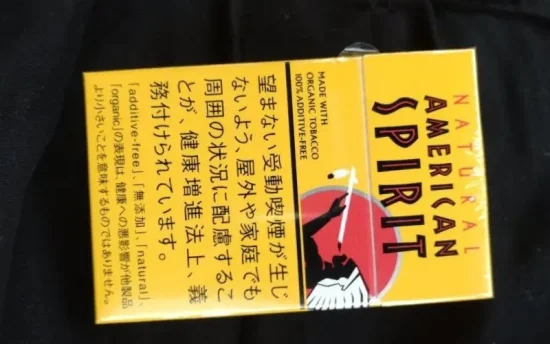 NATURAL
AMERICAN
SPIRIT
MADE WITH
ORGANIC TOBACCO
100% ADDITIVE-FREE
望まない受動喫煙が生じ
ないよう、屋外や家庭でも
周囲の状況に配慮するこ
とが、健康増進法上、義
務付けられています。
「additive-free」、「無添加」、「natural」、
「organic」の表現は、健康への悪影響が他製品
より小さいことを意味するものではありません。